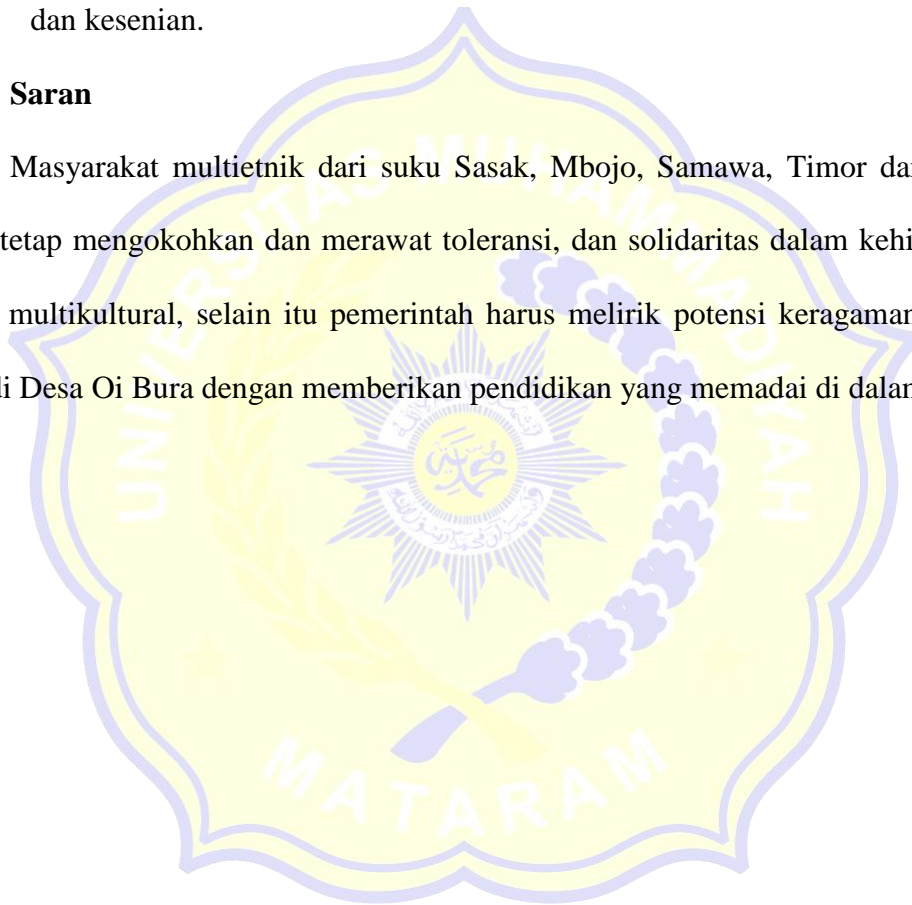 dan kesenian.
Saran
Masyarakat multietnik dari suku Sasak, Mbojo, Samawa, Timor dan
tetap mengokohkan dan merawat toleransi, dan solidaritas dalam kehi
multikultural, selain itu pemerintah harus melirik potensi keragaman
di Desa Oi Bura dengan memberikan pendidikan yang memadai di dalam
UNIVERSITAS MUHAMMADIYAH
MATARAM